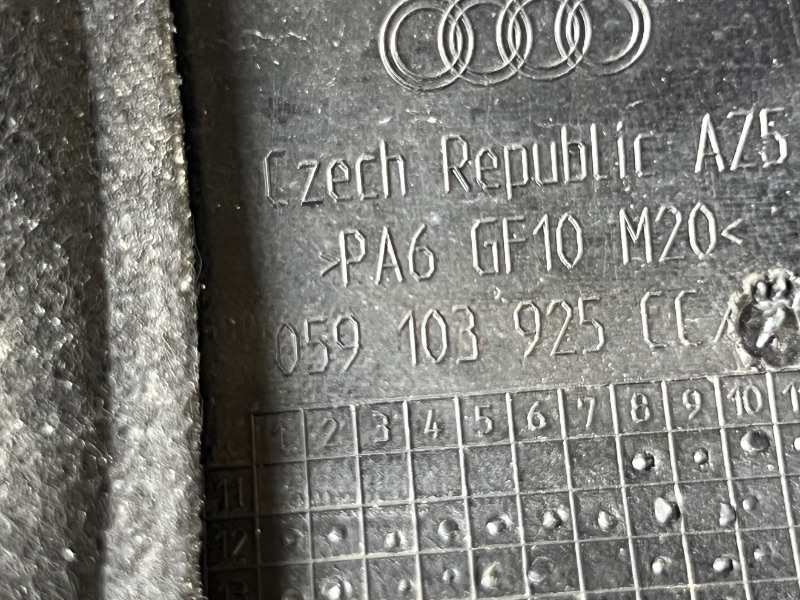 Czech Republic AZ5
>PA6 GF10 M20<
059 103 925 CE
1 2 3 4 5 6 7 8 9 10
11
12